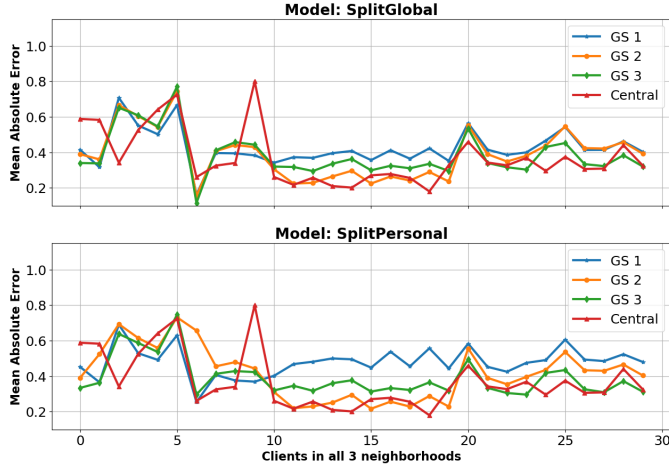 Model: SplitGlobal
Mean Absolute Error
1.0
0.8
0.6
0.4
0.2
GS 1
GS 2
GS 3
Central
Model: SplitPersonal
Mean Absolute Error
1.0
0.8
0.6
0.4
0.2
GS 1
GS 2
GS 3
Central
0 5 10 15 20 25 30
Clients in all 3 neighborhoods